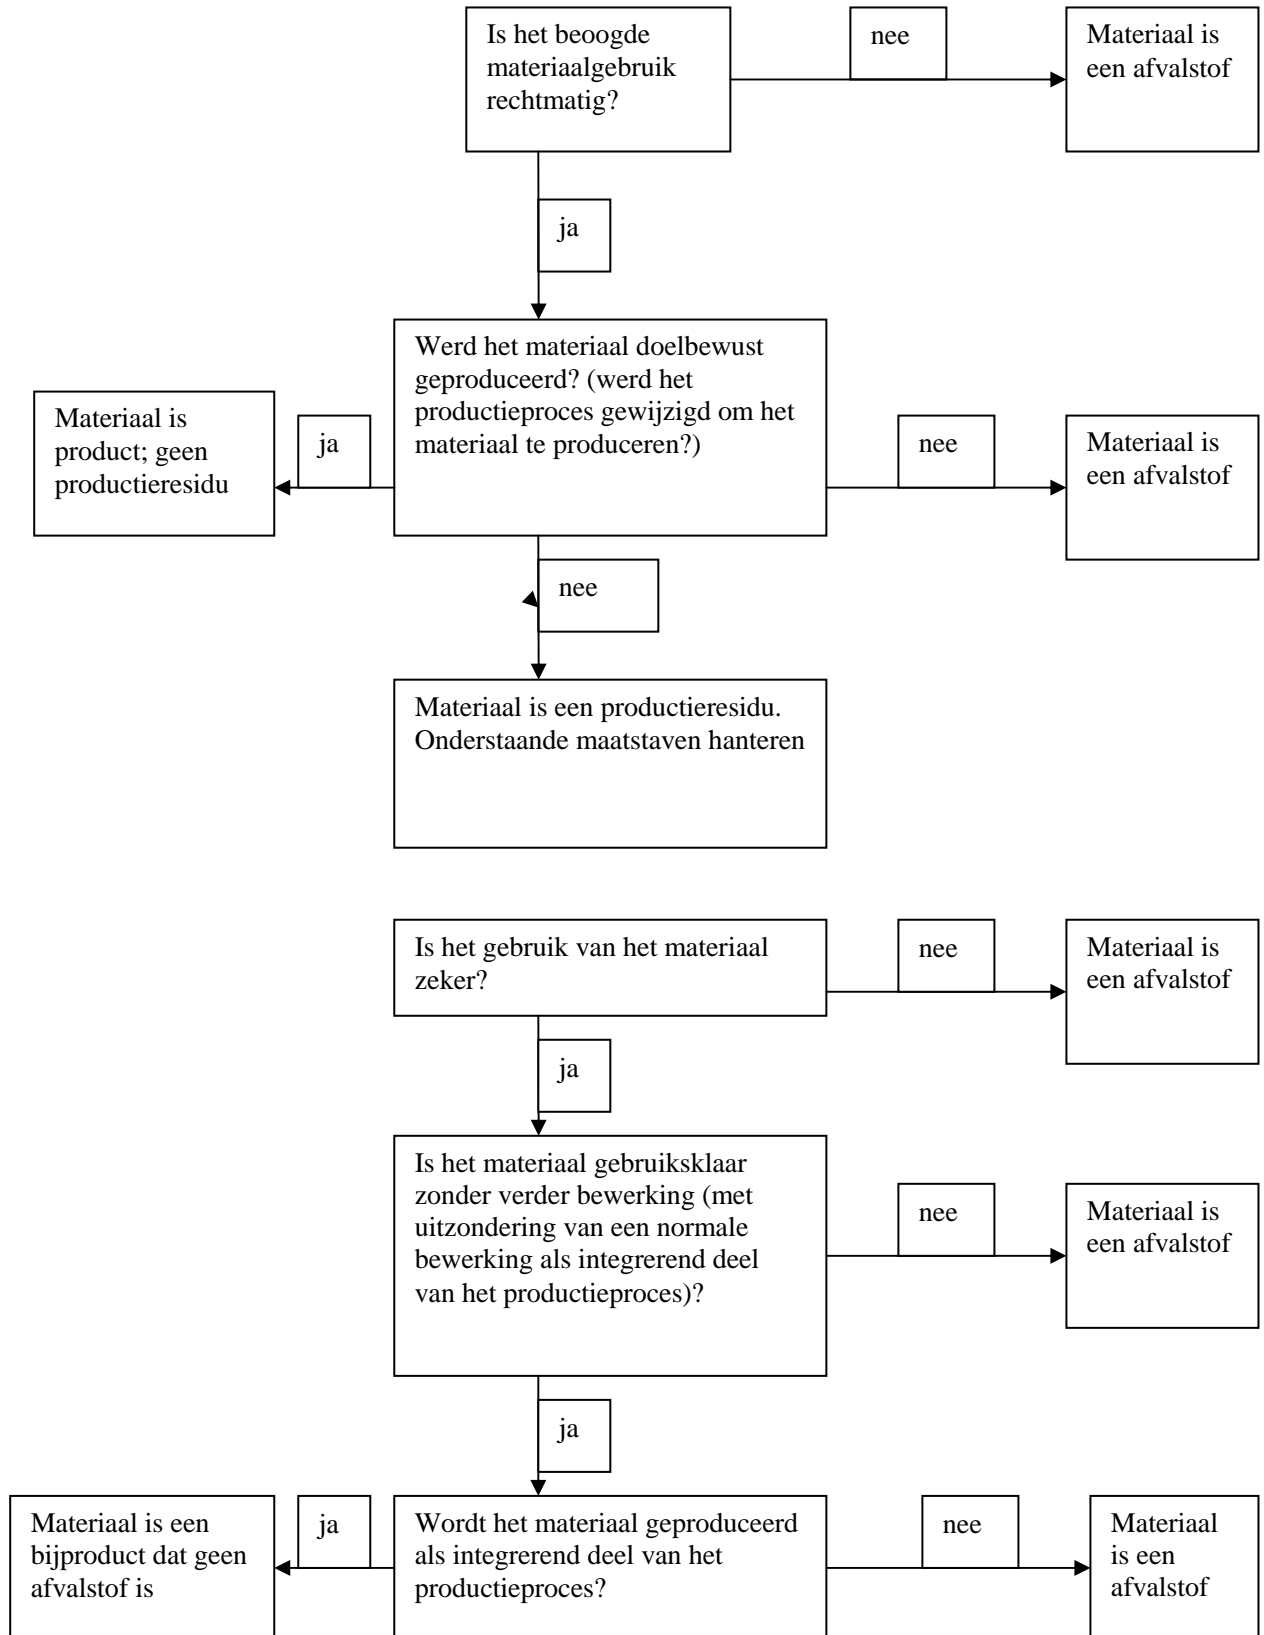 Is het beoogde
materiaalgebruik
rechtmatig?
nee
Materiaal is
een afvalstof
ja
Werd het materiaal doelbewust
geproduceerd? (werd het
productieproces gewijzigd om het
materiaal te produceren?)
ja
Materiaal is
product; geen
productieresidu
nee
Materiaal is
een afvalstof
nee
Materiaal is een productieresidu.
Onderstaande maatstaven hanteren
Is het gebruik van het materiaal
zeker?
nee
Materiaal is
een afvalstof
ja
Is het materiaal gebruiksklaar
zonder verder bewerking (met
uitzondering van een normale
bewerking als integrerend deel
van het productieproces)?
nee
Materiaal is
een afvalstof
ja
Wordt het materiaal geproduceerd
als integrerend deel van het
productieproces?
ja
Materiaal is een
bijproduct dat geen
afvalstof is
nee
Materiaal
is een
afvalstof